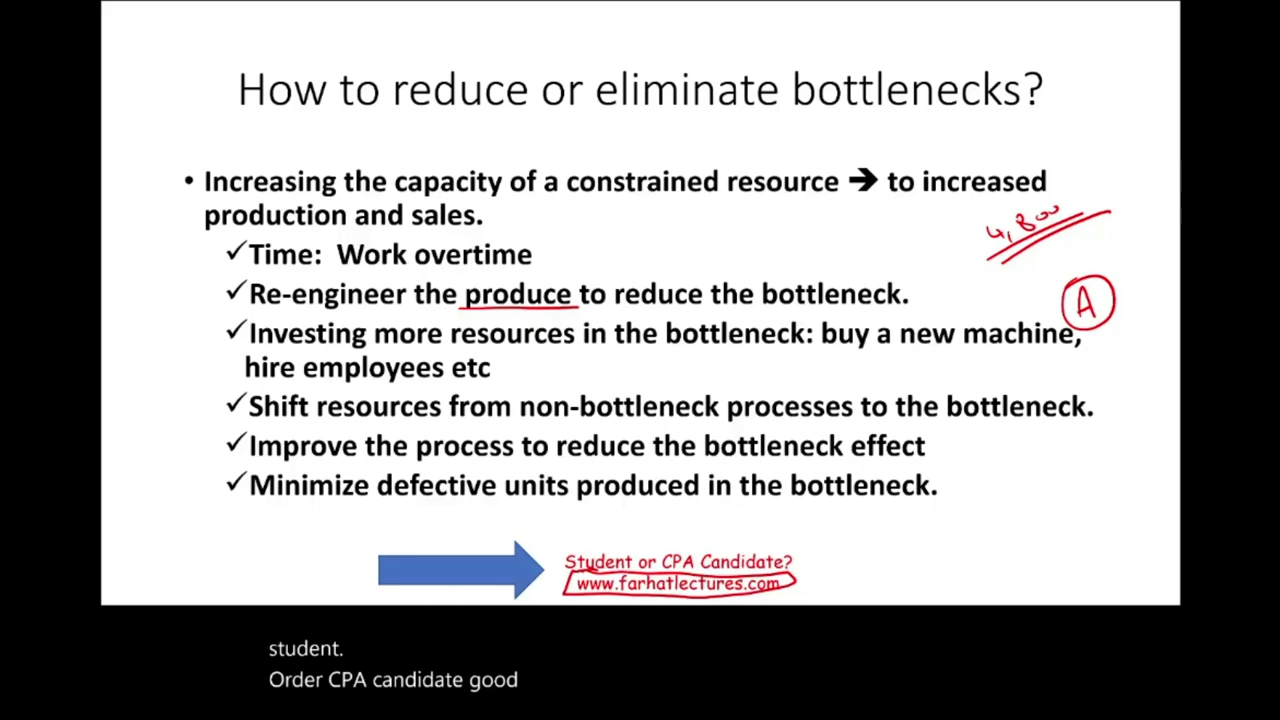 How to reduce or eliminate bottlenecks?
• Increasing the capacity of a constrained resource ➔ to increased
production and sales.
4,800
✓Time: Work overtime
✓Re-engineer the produce to reduce the bottleneck.
A
✓Investing more resources in the bottleneck: buy a new machine,
hire employees etc
✓Shift resources from non-bottleneck processes to the bottleneck.
✓Improve the process to reduce the bottleneck effect
✓Minimize defective units produced in the bottleneck.
Student or CPA Candidate?
www.farhatlectures.com
student.
Order CPA candidate good